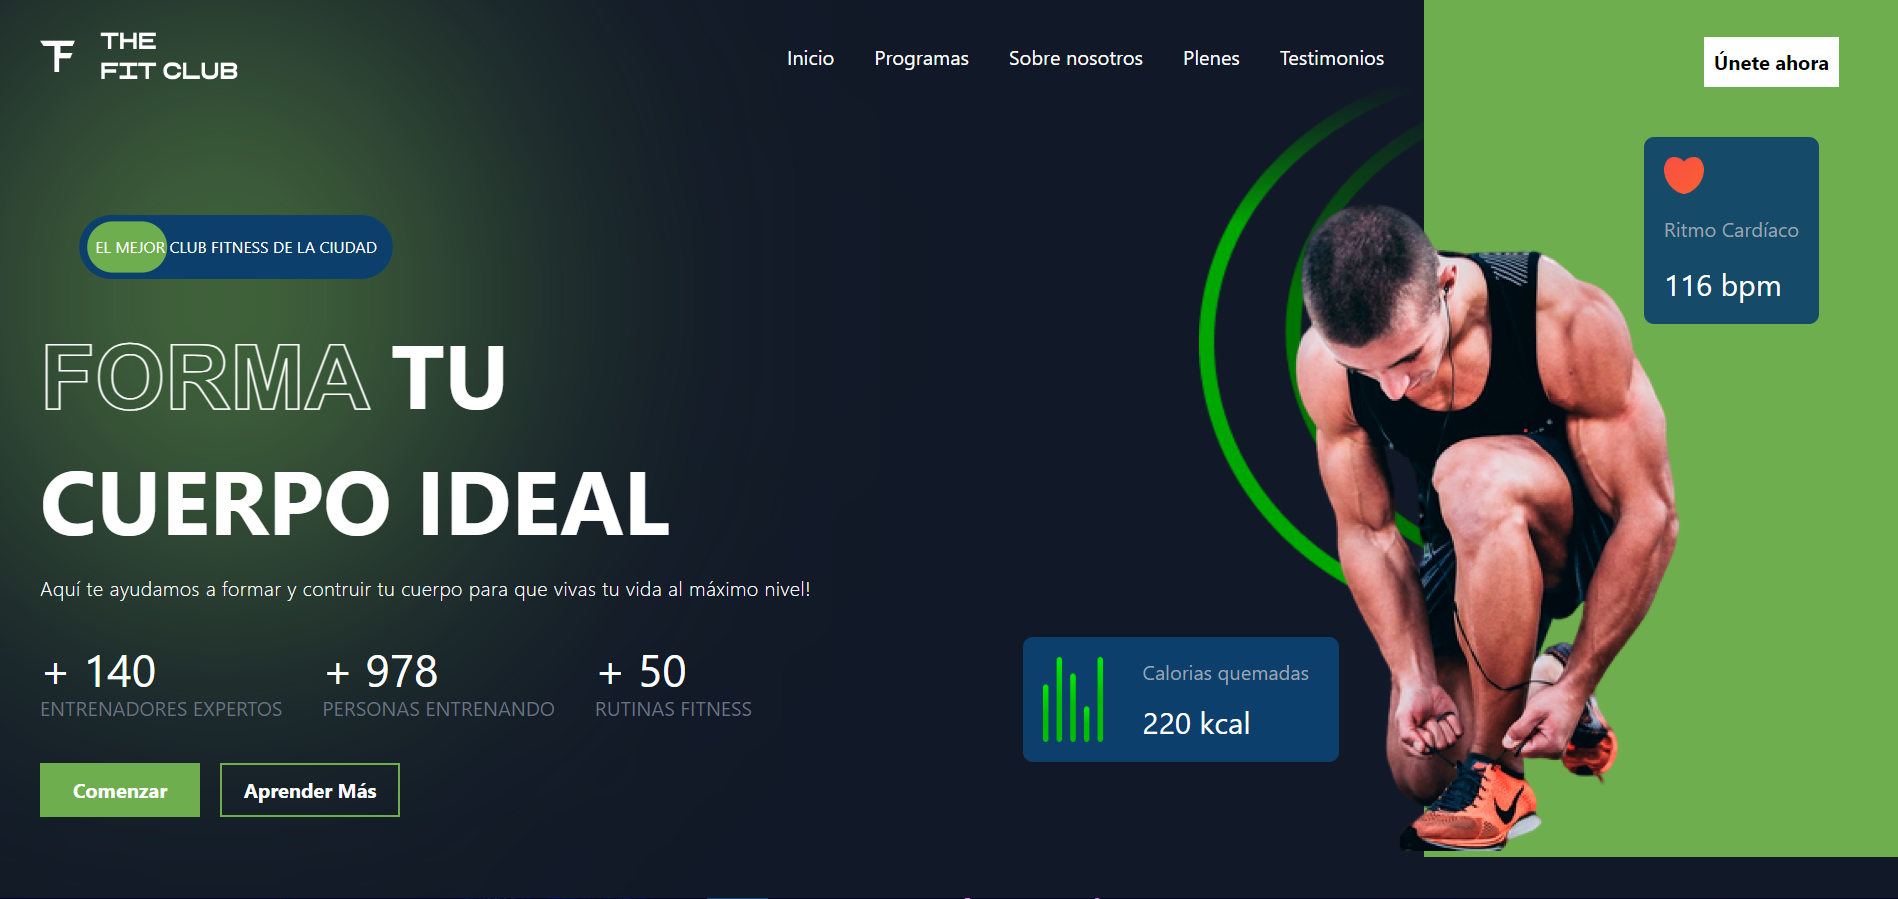 THE
FIT CLUB
Inicio
Programas
Sobre nosotros
Plenes
Testimonios
Únete ahora
EL MEJOR CLUB FITNESS DE LA CIUDAD
FORMA TU
CUERPO IDEAL
Aquí te ayudamos a formar y contruir tu cuerpo para que vivas tu vida al máximo nivel!
+ 140
ENTRENADORES EXPERTOS
+ 978
PERSONAS ENTRENANDO
+ 50
RUTINAS FITNESS
Comenzar
Aprender Más
Ritmo Cardíaco
116 bpm
Calorias quemadas
220 kcal